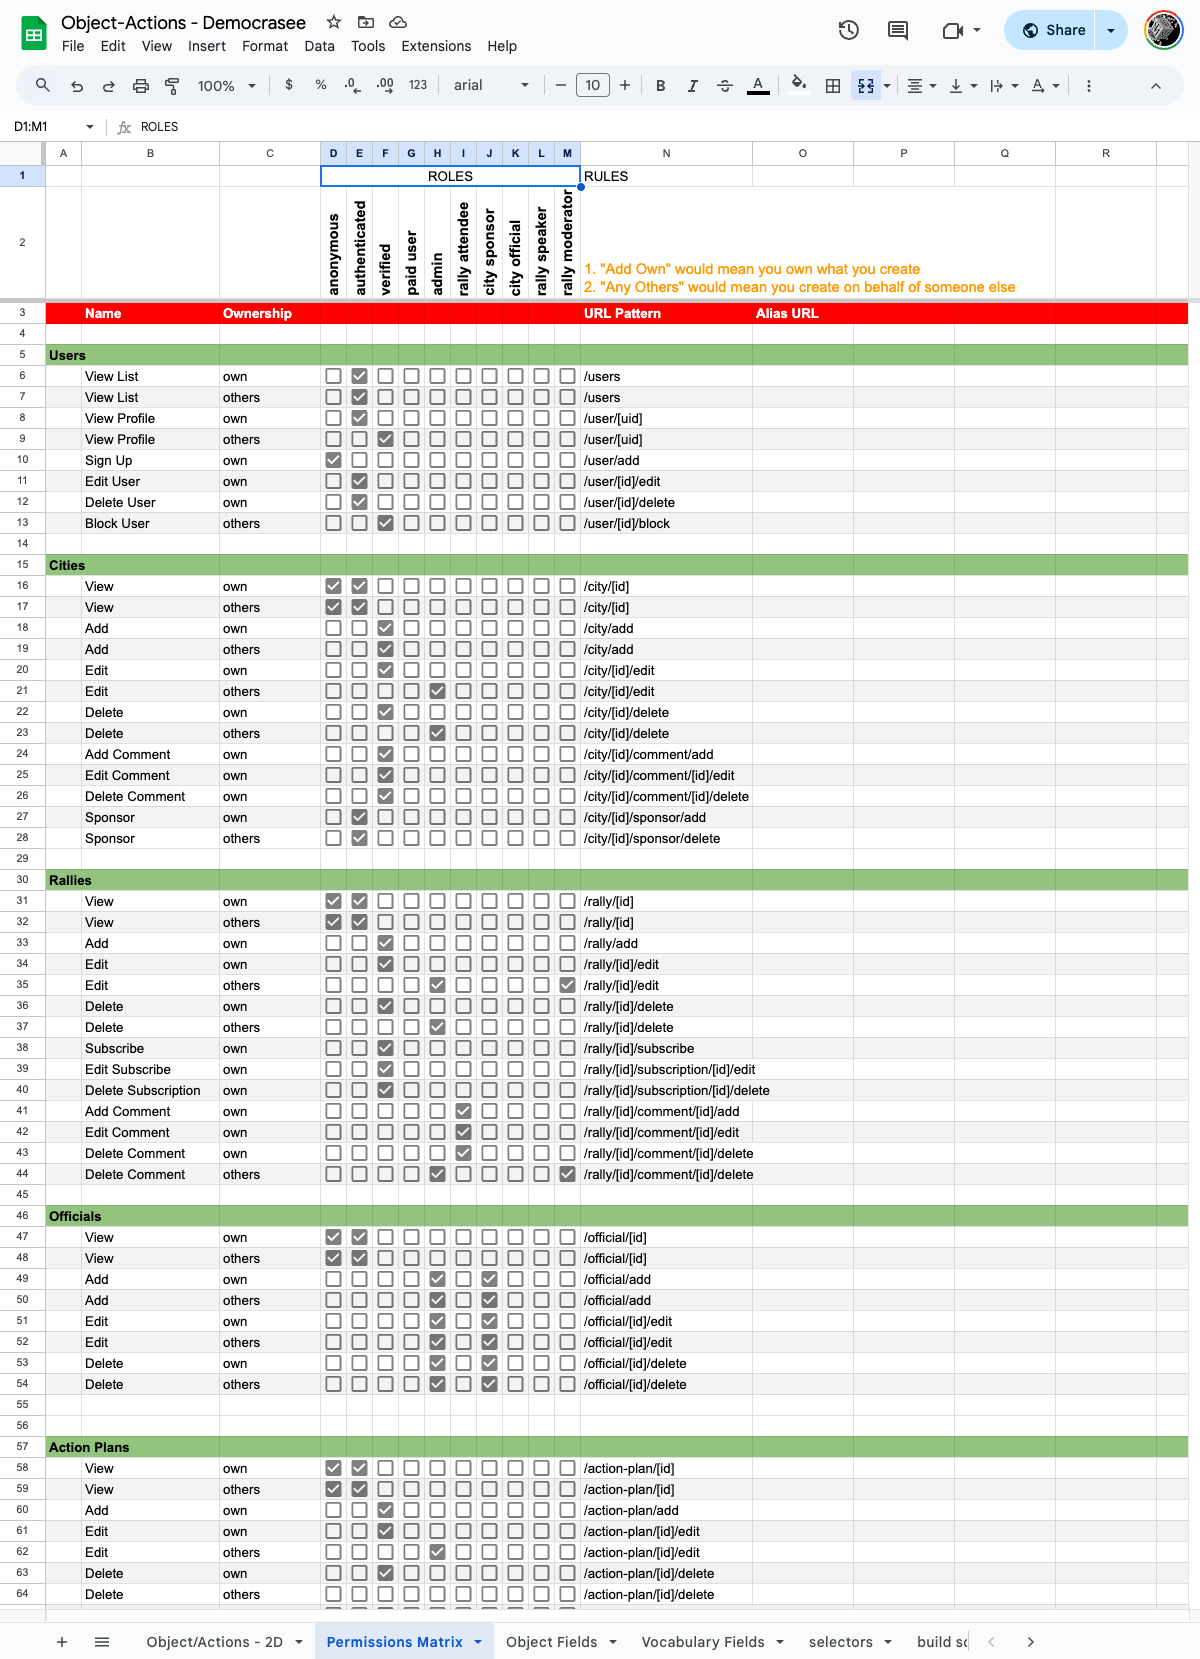 Object-Actions - Democrasee
File Edit View Insert Format Data Tools Extensions Help
Share
100% $ % .0 .00 123 arial 10 B I S A
D1:M1 fx ROLES
A B C D E F G H I J K L M N O P Q R
1 ROLES RULES
2 anonymous authenticated verified paid user admin rally attendee city sponsor city official rally speaker rally moderator
1. "Add Own" would mean you own what you create
2. "Any Others" would mean you create on behalf of someone else
3 Name Ownership URL Pattern Alias URL
4
5 Users
6 View List own /users
7 View List others /users
8 View Profile own /user/[uid]
9 View Profile others /user/[uid]
10 Sign Up own /user/add
11 Edit User own /user/[id]/edit
12 Delete User own /user/[id]/delete
13 Block User others /user/[id]/block
14
15 Cities
16 View own /city/[id]
17 View others /city/[id]
18 Add own /city/add
19 Add others /city/add
20 Edit own /city/[id]/edit
21 Edit others /city/[id]/edit
22 Delete own /city/[id]/delete
23 Delete others /city/[id]/delete
24 Add Comment own /city/[id]/comment/add
25 Edit Comment own /city/[id]/comment/[id]/edit
26 Delete Comment own /city/[id]/comment/[id]/delete
27 Sponsor own /city/[id]/sponsor/add
28 Sponsor others /city/[id]/sponsor/delete
29
30 Rallies
31 View own /rally/[id]
32 View others /rally/[id]
33 Add own /rally/add
34 Edit own /rally/[id]/edit
35 Edit others /rally/[id]/edit
36 Delete own /rally/[id]/delete
37 Delete others /rally/[id]/delete
38 Subscribe own /rally/[id]/subscribe
39 Edit Subscribe own /rally/[id]/subscription/[id]/edit
40 Delete Subscription own /rally/[id]/subscription/[id]/delete
41 Add Comment own /rally/[id]/comment/[id]/add
42 Edit Comment own /rally/[id]/comment/[id]/edit
43 Delete Comment own /rally/[id]/comment/[id]/delete
44 Delete Comment others /rally/[id]/comment/[id]/delete
45
46 Officials
47 View own /official/[id]
48 View others /official/[id]
49 Add own /official/add
50 Add others /official/add
51 Edit own /official/[id]/edit
52 Edit others /official/[id]/edit
53 Delete own /official/[id]/delete
54 Delete others /official/[id]/delete
55
56
57 Action Plans
58 View own /action-plan/[id]
59 View others /action-plan/[id]
60 Add own /action-plan/add
61 Edit own /action-plan/[id]/edit
62 Edit others /action-plan/[id]/edit
63 Delete own /action-plan/[id]/delete
64 Delete others /action-plan/[id]/delete
Object/Actions - 2D Permissions Matrix Object Fields Vocabulary Fields selectors build